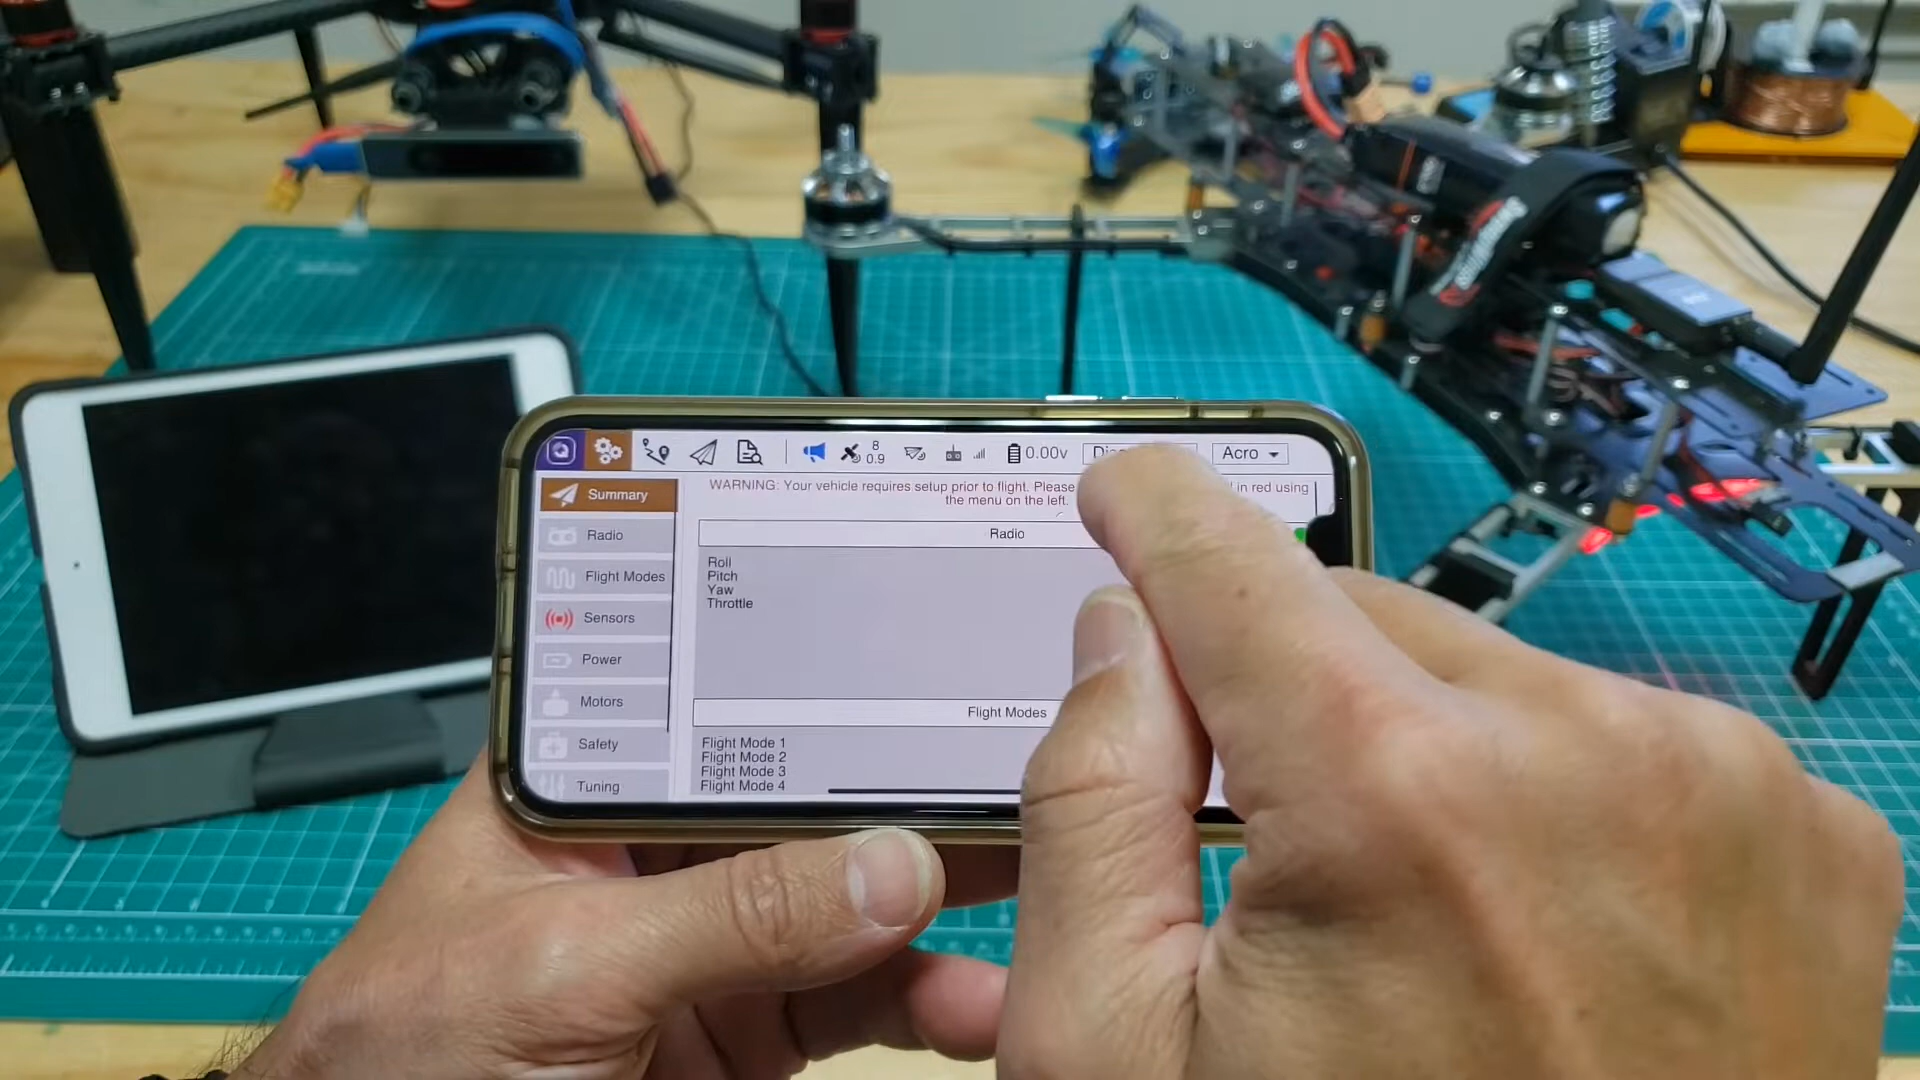 8
0.9
0.00v
Acro
WARNING: Your vehicle requires setup prior to flight. Please in red using
the menu on the left.
Summary
Radio
Flight Modes
Sensors
Power
Motors
Safety
Tuning
Radio
Roll
Pitch
Yaw
Throttle
Flight Modes
Flight Mode 1
Flight Mode 2
Flight Mode 3
Flight Mode 4